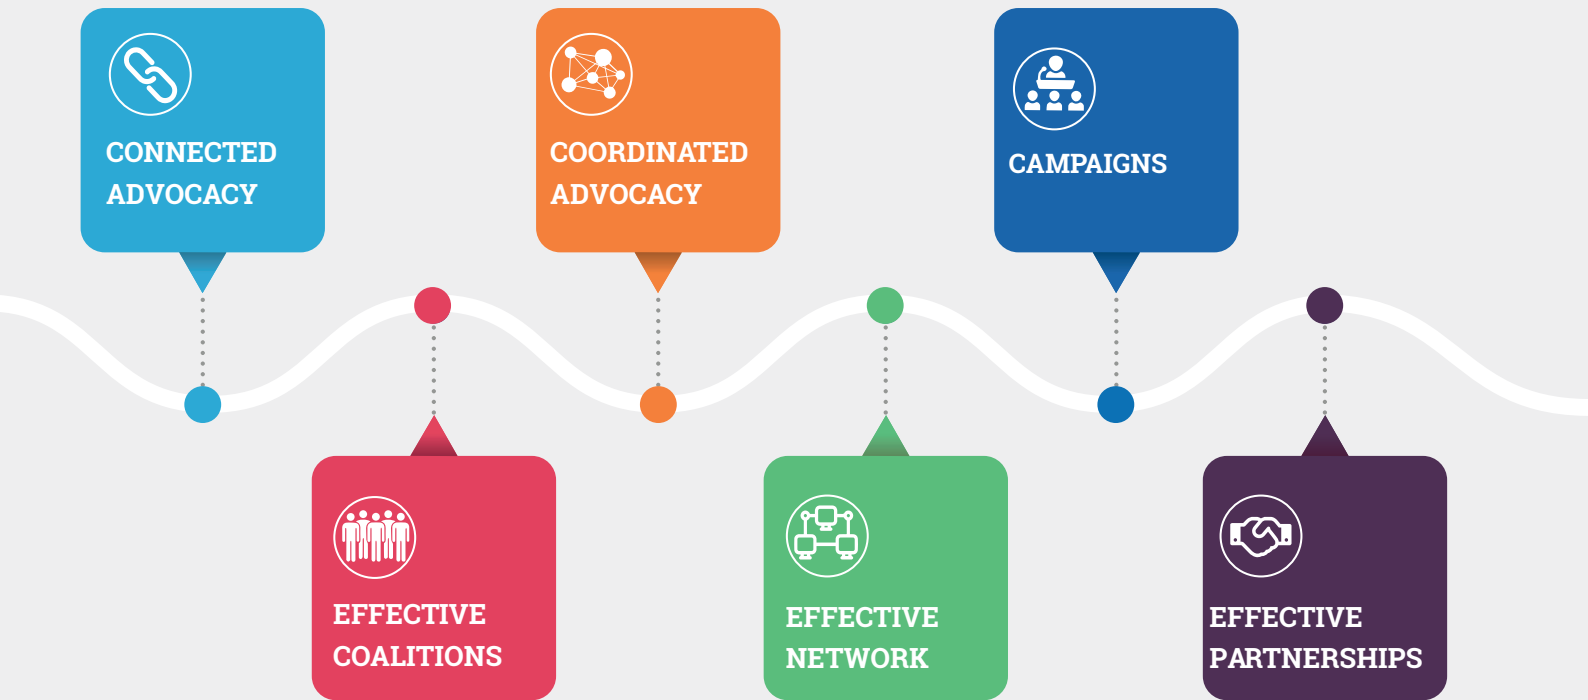 CONNECTED
ADVOCACY
COORDINATED
ADVOCACY
CAMPAIGNS
EFFECTIVE
COALITIONS
EFFECTIVE
NETWORK
EFFECTIVE
PARTNERSHIPS